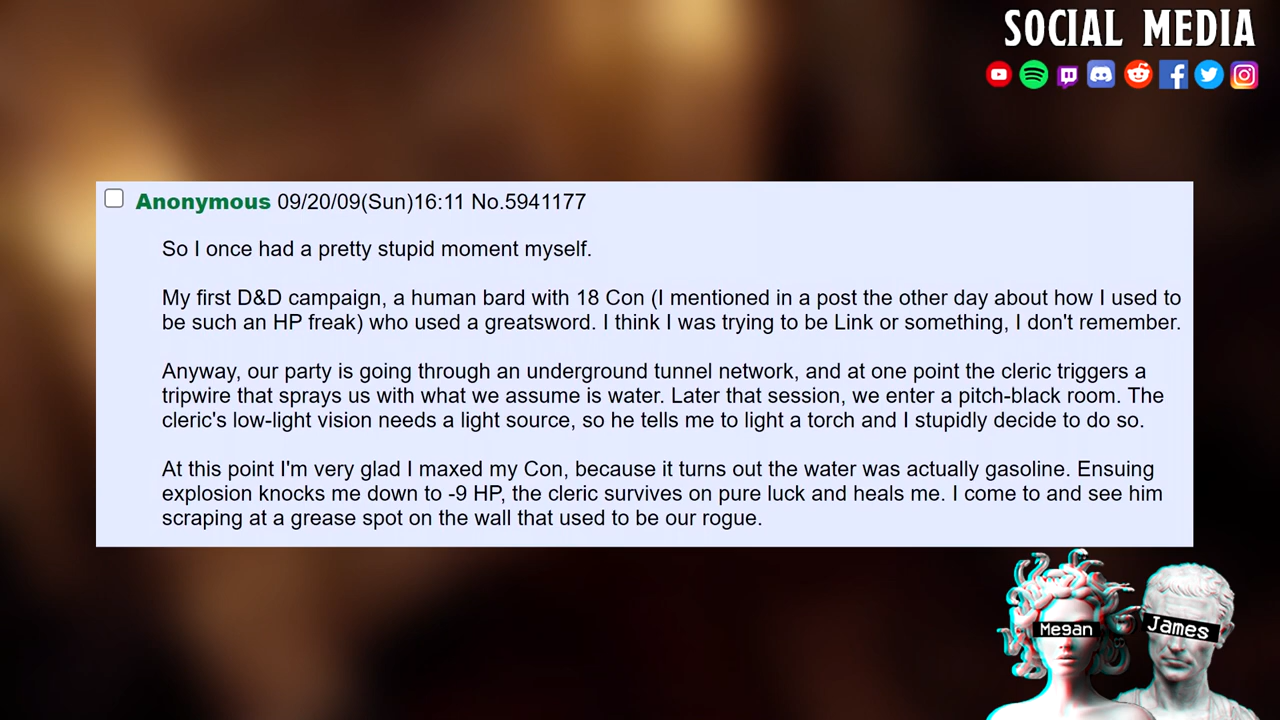 SOCIAL MEDIA
Anonymous 09/20/09(Sun)16:11 No.5941177
So I once had a pretty stupid moment myself.
My first D&D campaign, a human bard with 18 Con (I mentioned in a post the other day about how I used to
be such an HP freak) who used a greatsword. I think I was trying to be Link or something, I don't remember.
Anyway, our party is going through an underground tunnel network, and at one point the cleric triggers a
tripwire that sprays us with what we assume is water. Later that session, we enter a pitch-black room. The
cleric's low-light vision needs a light source, so he tells me to light a torch and I stupidly decide to do so.
At this point I'm very glad I maxed my Con, because it turns out the water was actually gasoline. Ensuing
explosion knocks me down to -9 HP, the cleric survives on pure luck and heals me. I come to and see him
scraping at a grease spot on the wall that used to be our rogue.
Megan
James